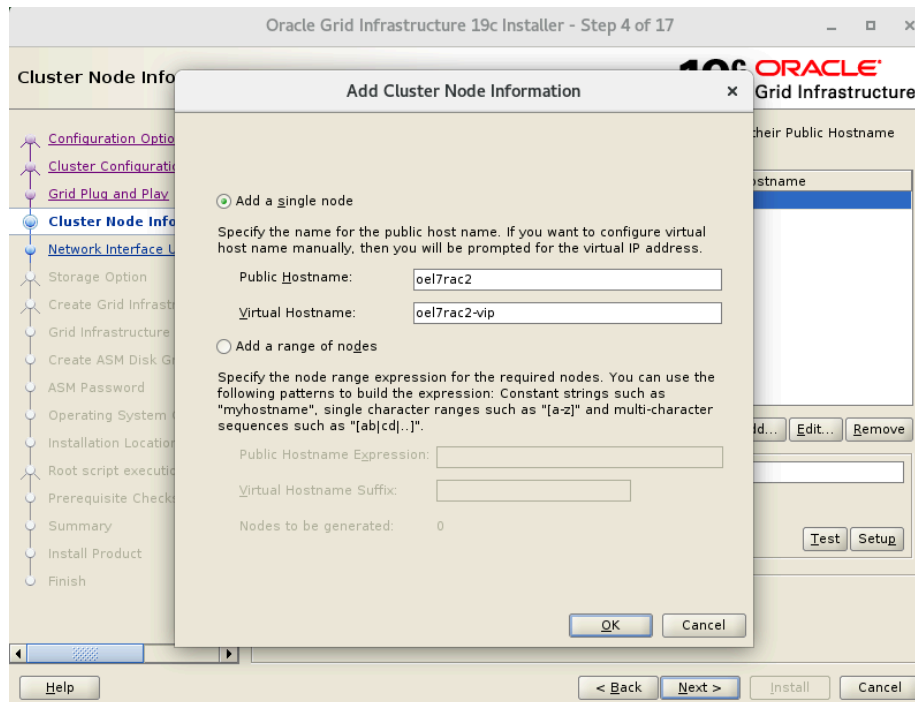 Oracle Grid Infrastructure 19c Installer - Step 4 of 17
Cluster Node Info
ORACLE
Grid Infrastructure
Add Cluster Node Information
their Public Hostname
Configuration Optio
Cluster Configuratio
Grid Plug and Play
Cluster Node Info
Network Interface U
Storage Option
Create Grid Infrastr
Grid Infrastructure
Create ASM Disk Gr
ASM Password
Operating System
Installation Location
Root script executio
Prerequisite Checks
Summary
Install Product
Finish
Add a single node
Specify the name for the public host name. If you want to configure virtual
host name manually, then you will be prompted for the virtual IP address.
Public Hostname: oel7rac2
Virtual Hostname: oel7rac2-vip
Add a range of nodes
Specify the node range expression for the required nodes. You can use the
following patterns to build the expression: Constant strings such as
"myhostname", single character ranges such as "[a-z]" and multi-character
sequences such as "[ab|cd|..]".
Public Hostname Expression:
Virtual Hostname Suffix:
Nodes to be generated: 0
OK Cancel
ostname
dd... Edit... Remove
Test Setup
Help < Back Next > Install Cancel